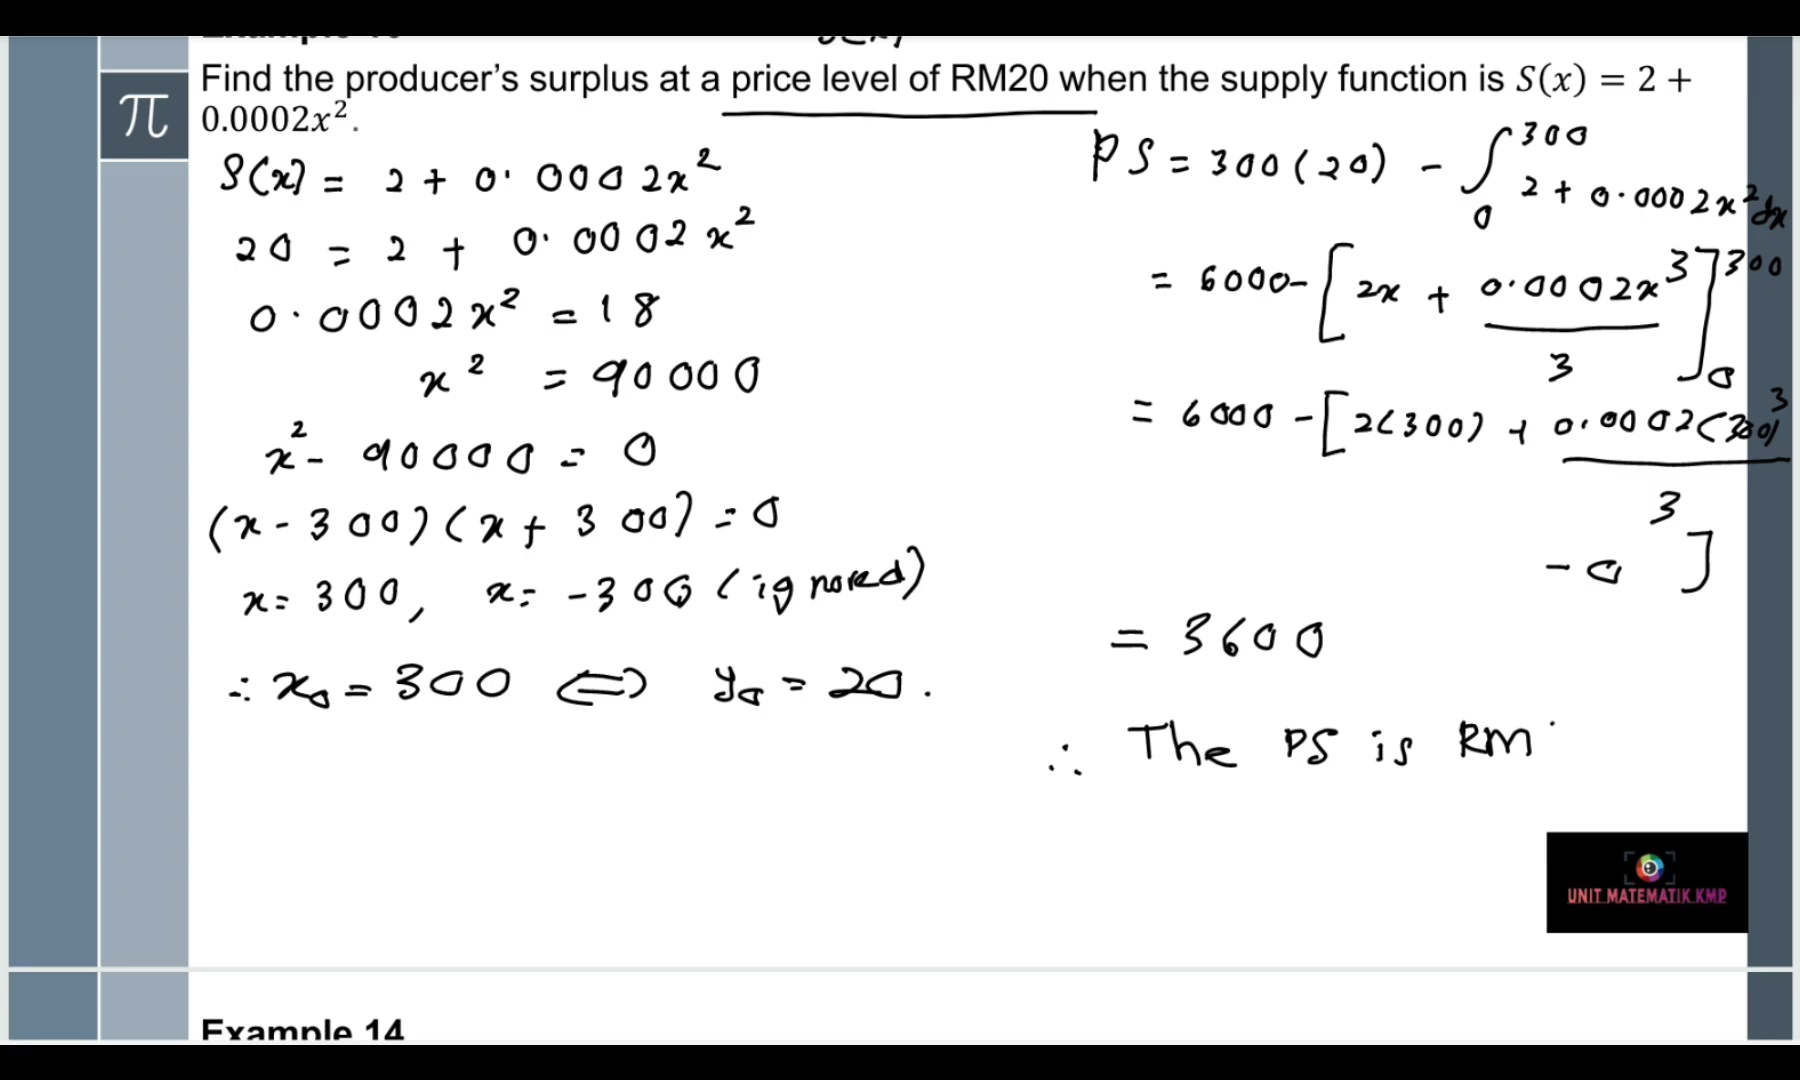 Find the producer's surplus at a price level of RM20 when the supply function is S(x) = 2 +
0.0002x².
π
S(x) = 2 + 0.0002x²
20 = 2 + 0.0002x²
0.0002x² = 18
x² = 90000
x² - 90000 = 0
(x - 300)(x + 300) = 0
x = 300, x = -300 (ignored)
∴ x₀ = 300 ⇔ y₀ = 20.
PS = 300(20) - ∫₀³⁰⁰ 2 + 0.0002x² dx
= 6000 - [2x + 0.0002x³/3]₀³⁰⁰
= 6000 - [2(300) + 0.0002(300)³/3
- 0]
= 3600
∴ The PS is RM
UNIT MATEMATIK KMP
Example 14